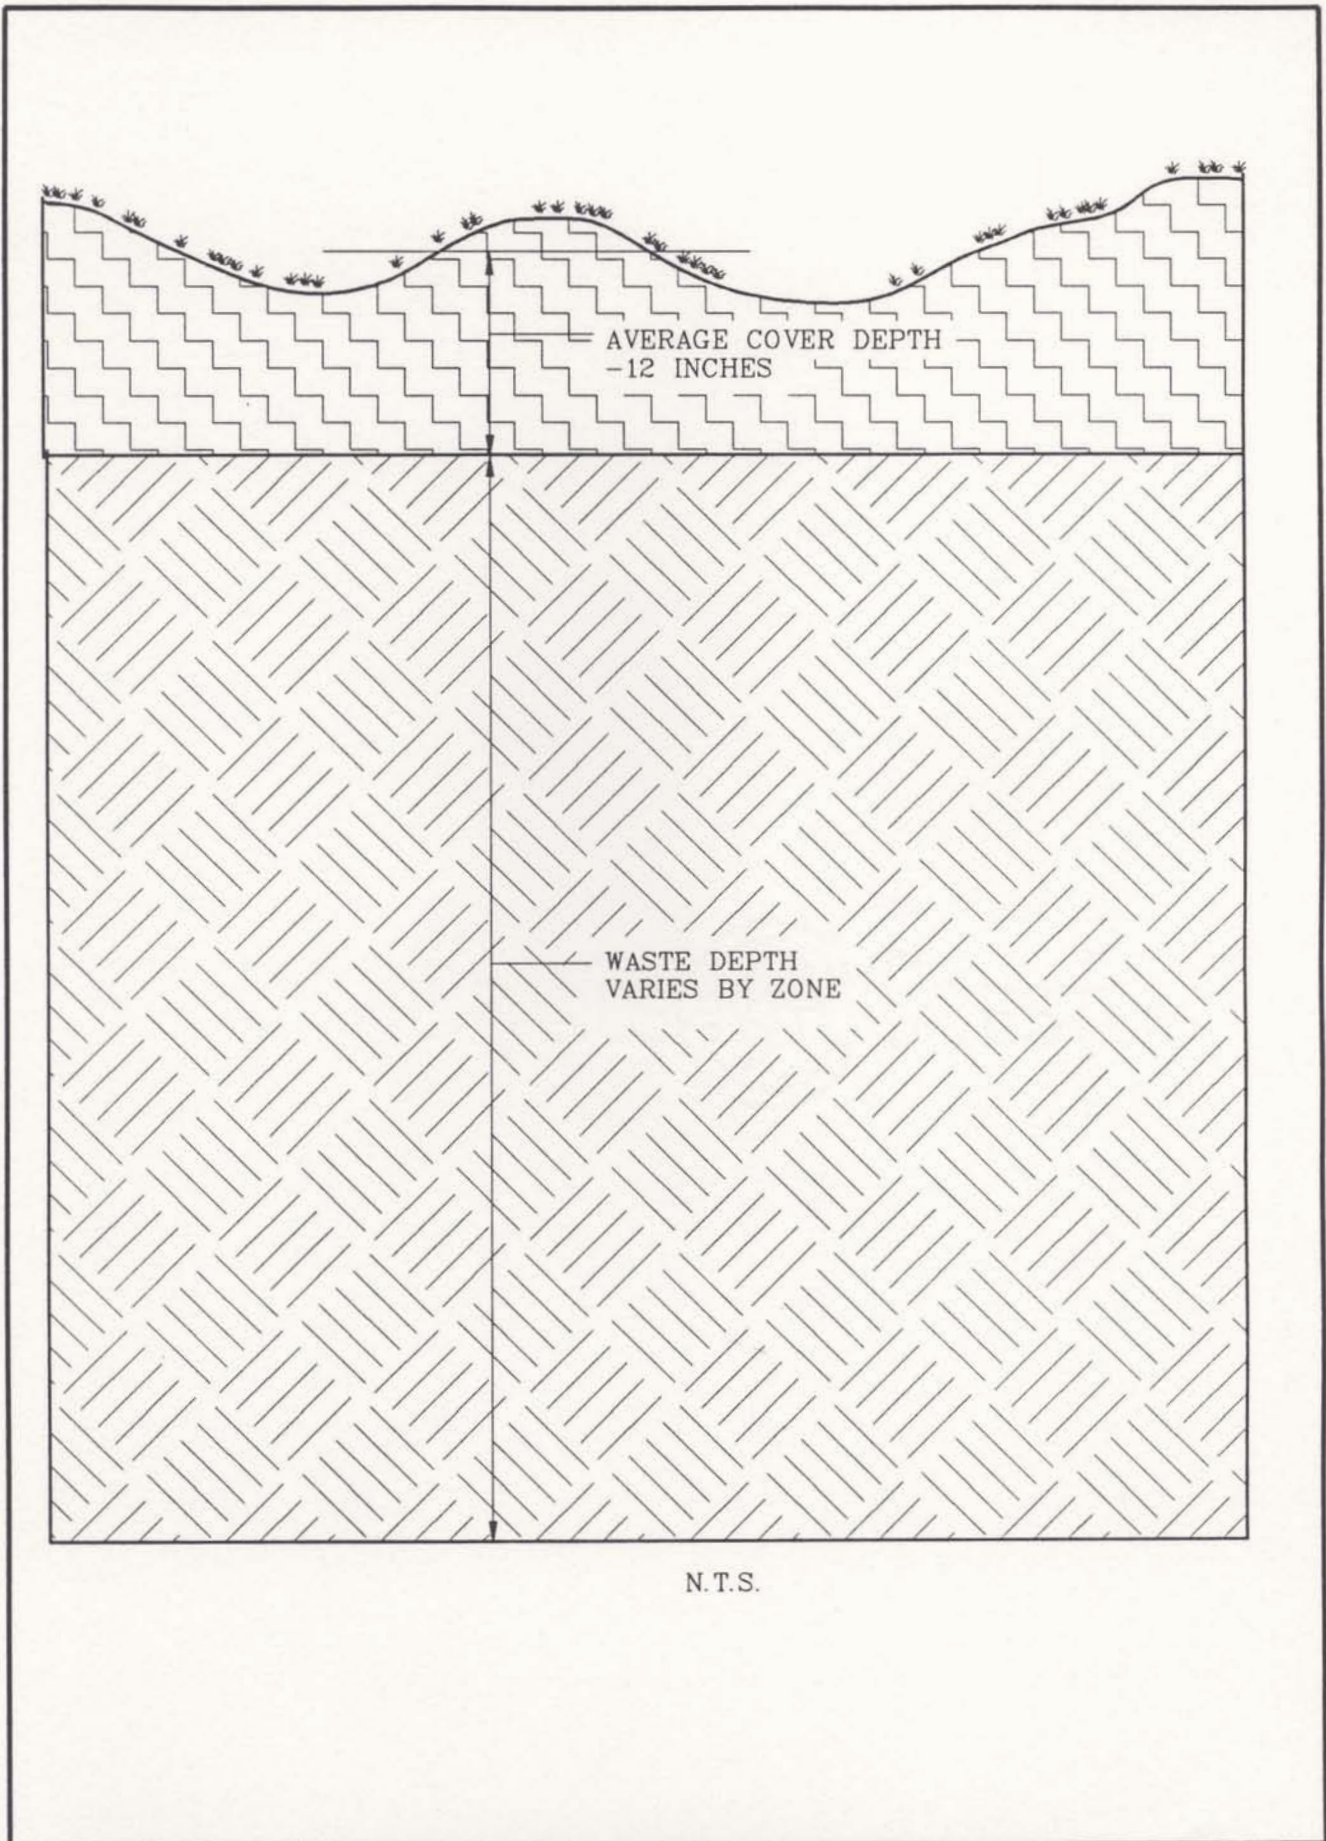 AVERAGE COVER DEPTH
-12 INCHES
WASTE DEPTH
VARIES BY ZONE
N.T.S.